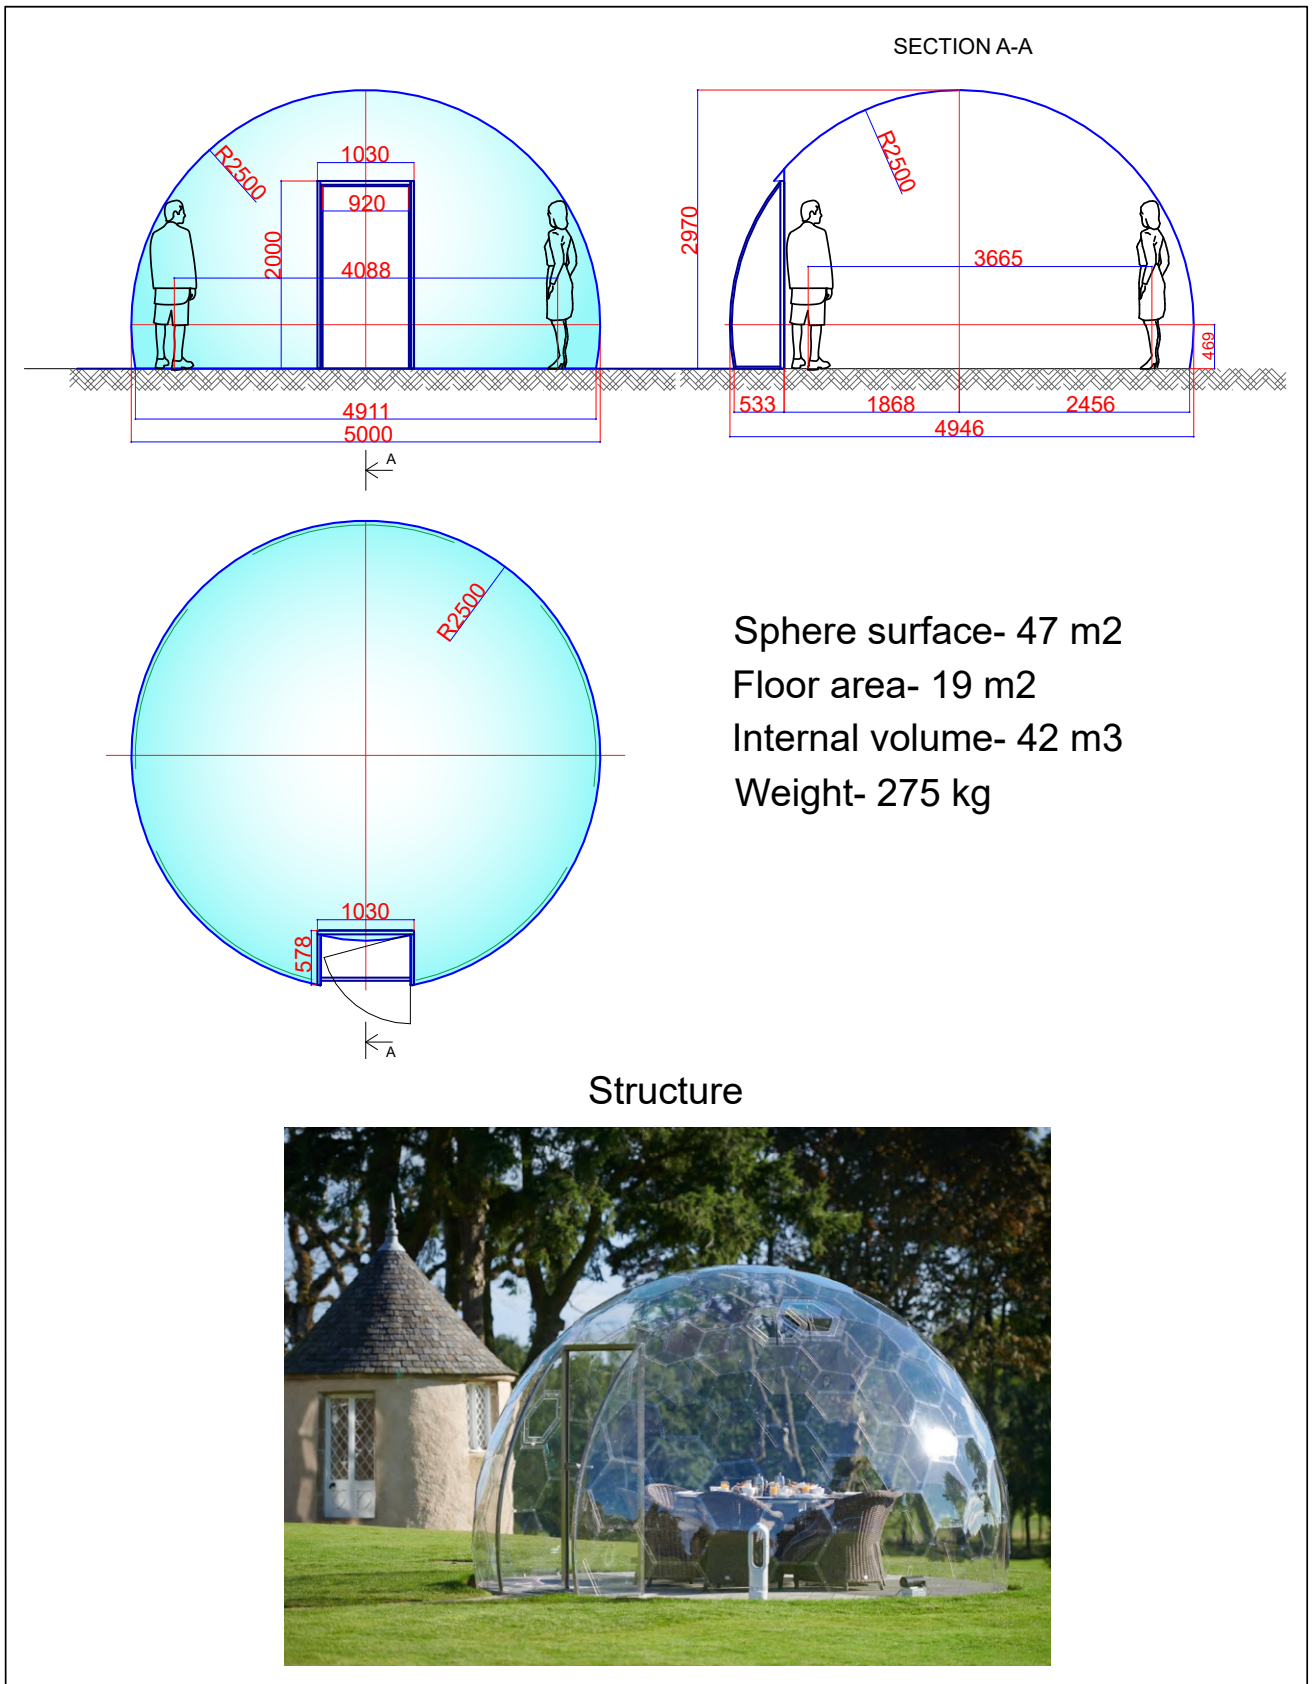 SECTION A-A
R2500
1030
920
2000
4088
4911
5000
A
R2500
2970
3665
469
533
1868
2456
4946
R2500
1030
578
A
Sphere surface- 47 m2
Floor area- 19 m2
Internal volume- 42 m3
Weight- 275 kg
Structure